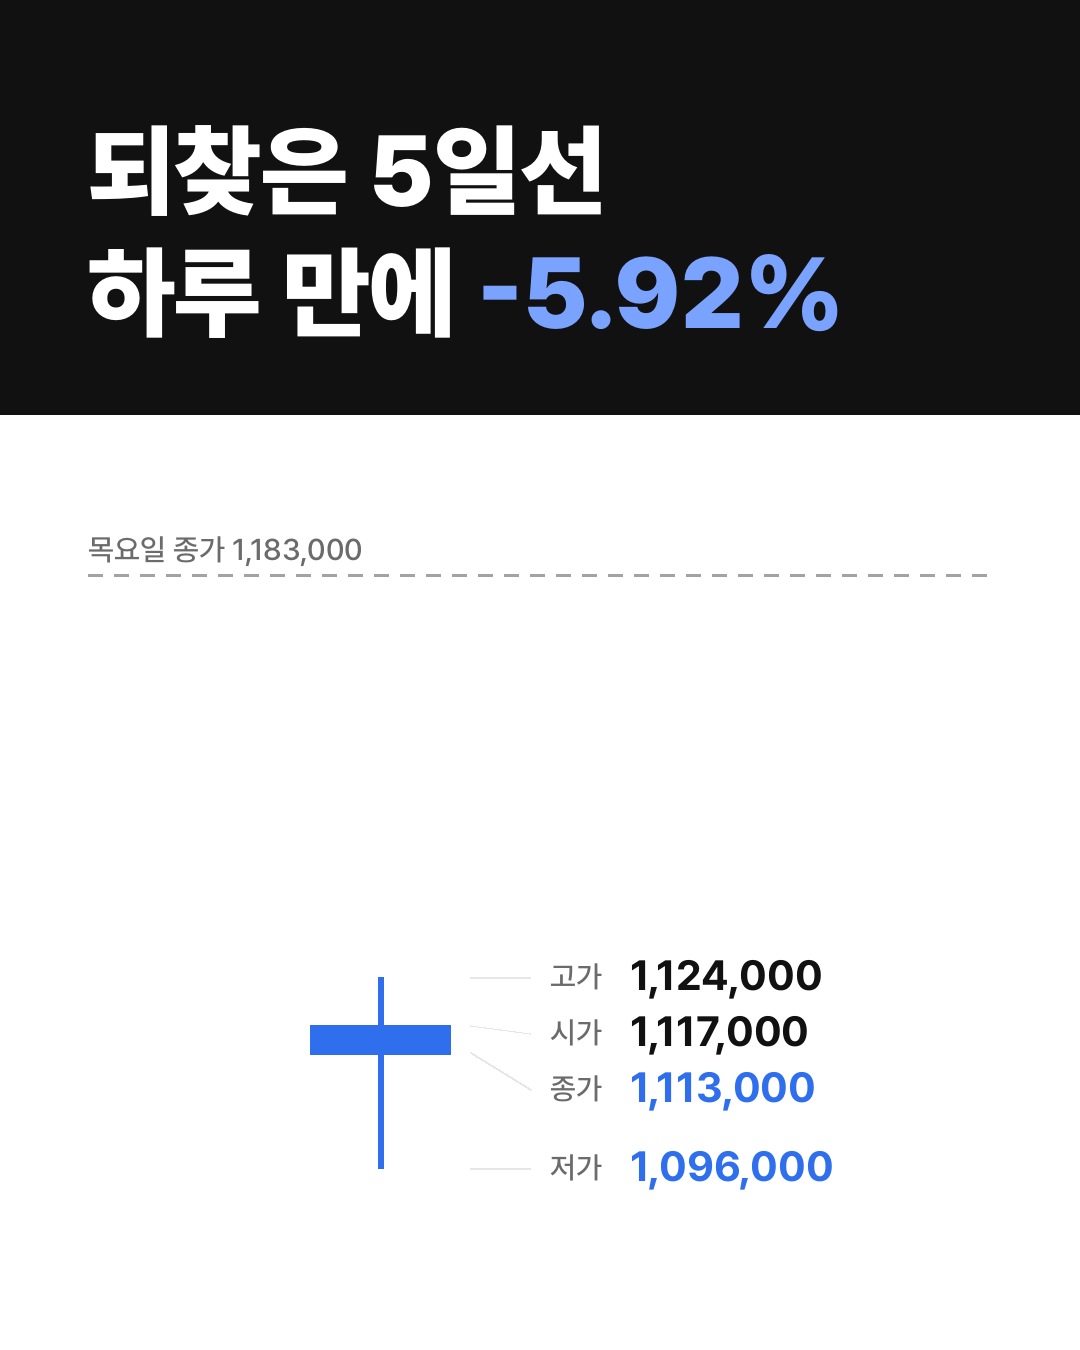 되찾은 5일선
하루 만에 -5.92%
목요일 종가 1,183,000
고가 1,124,000
시가 1,117,000
종가 1,113,000
저가 1,096,000